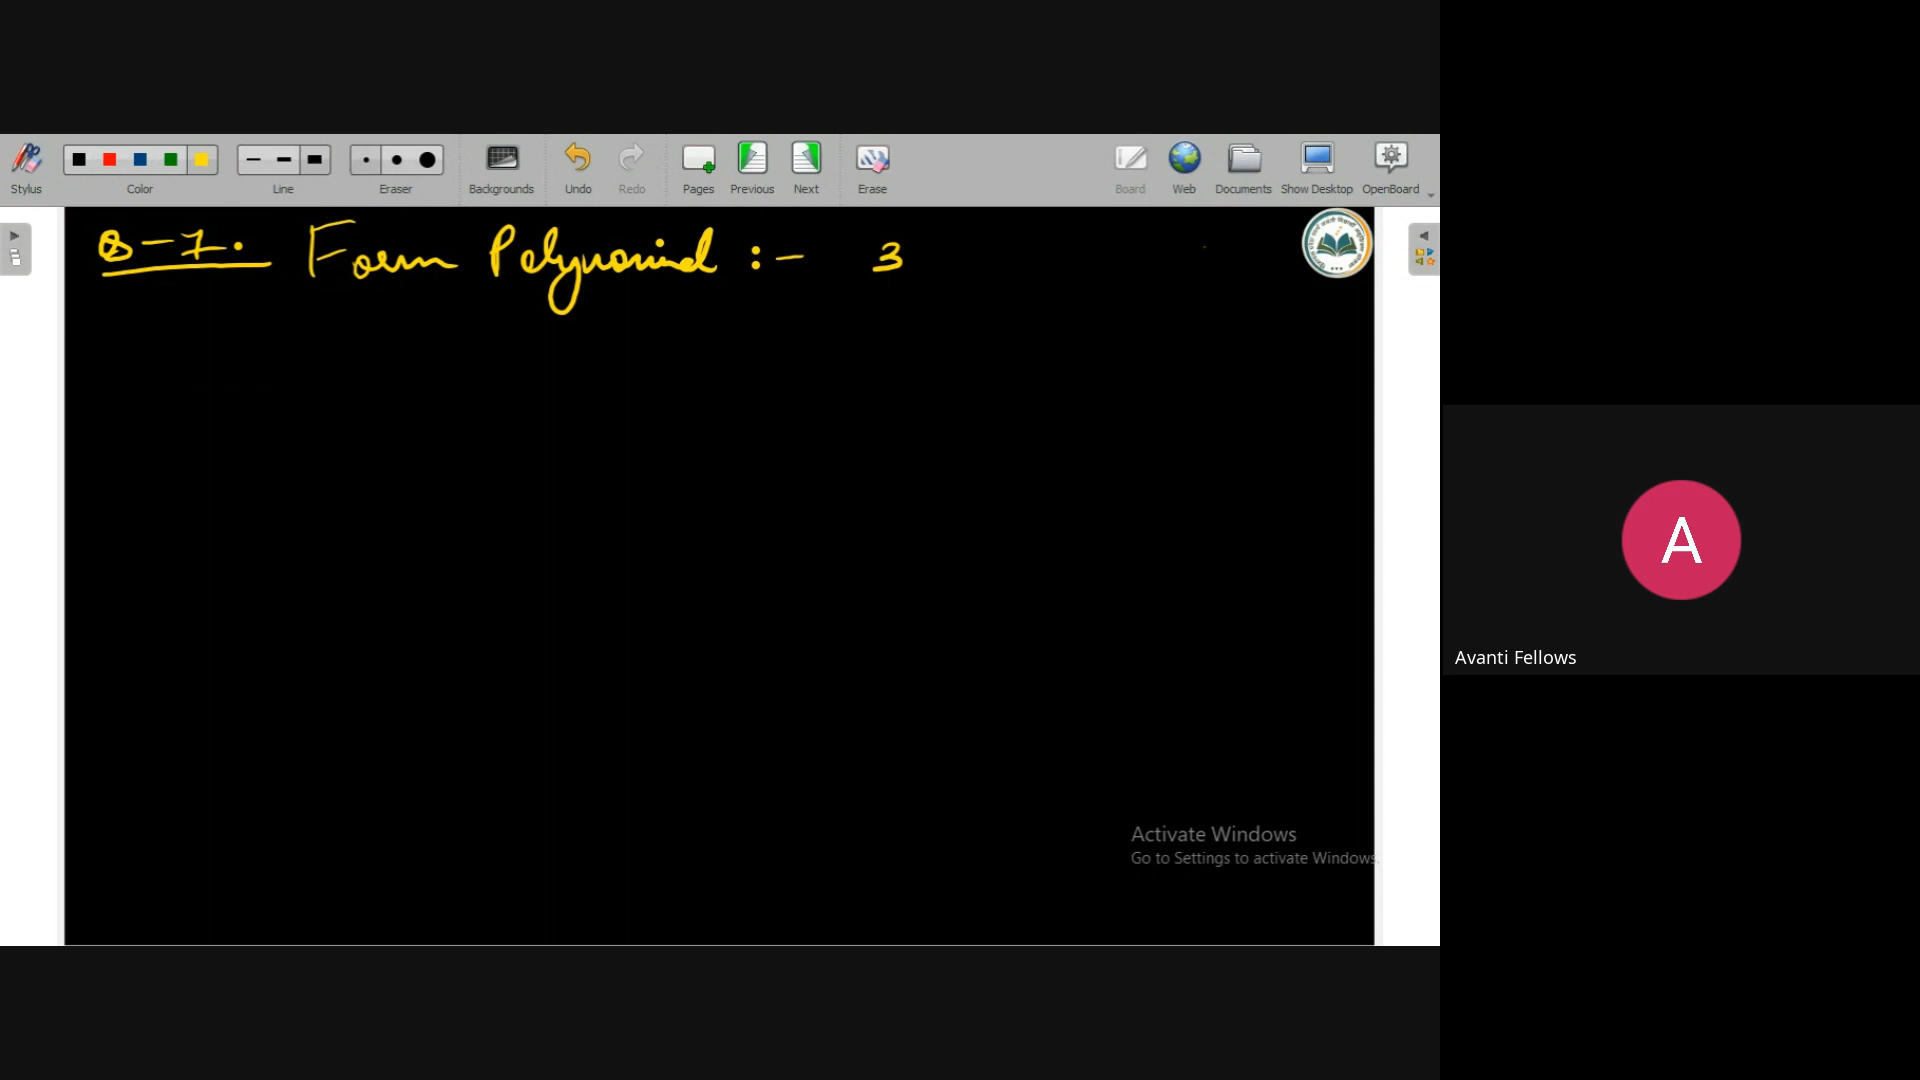 Stylus Color Line Eraser Backgrounds Undo Redo Pages Previous Next Erase Board Web Documents Show Desktop OpenBoard
Q-7. Form Polynomial :- 3
A
Avanti Fellows
Activate Windows
Go to Settings to activate Windows.